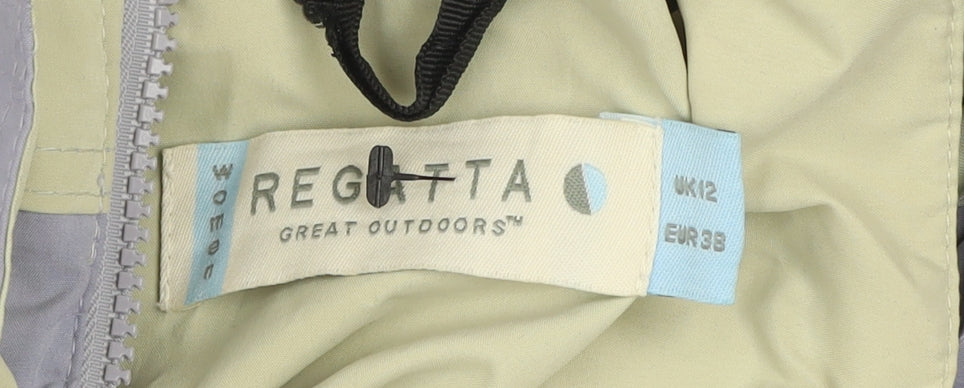 Women
REGATTA
GREAT OUTDOORS™
UK12
EUR38